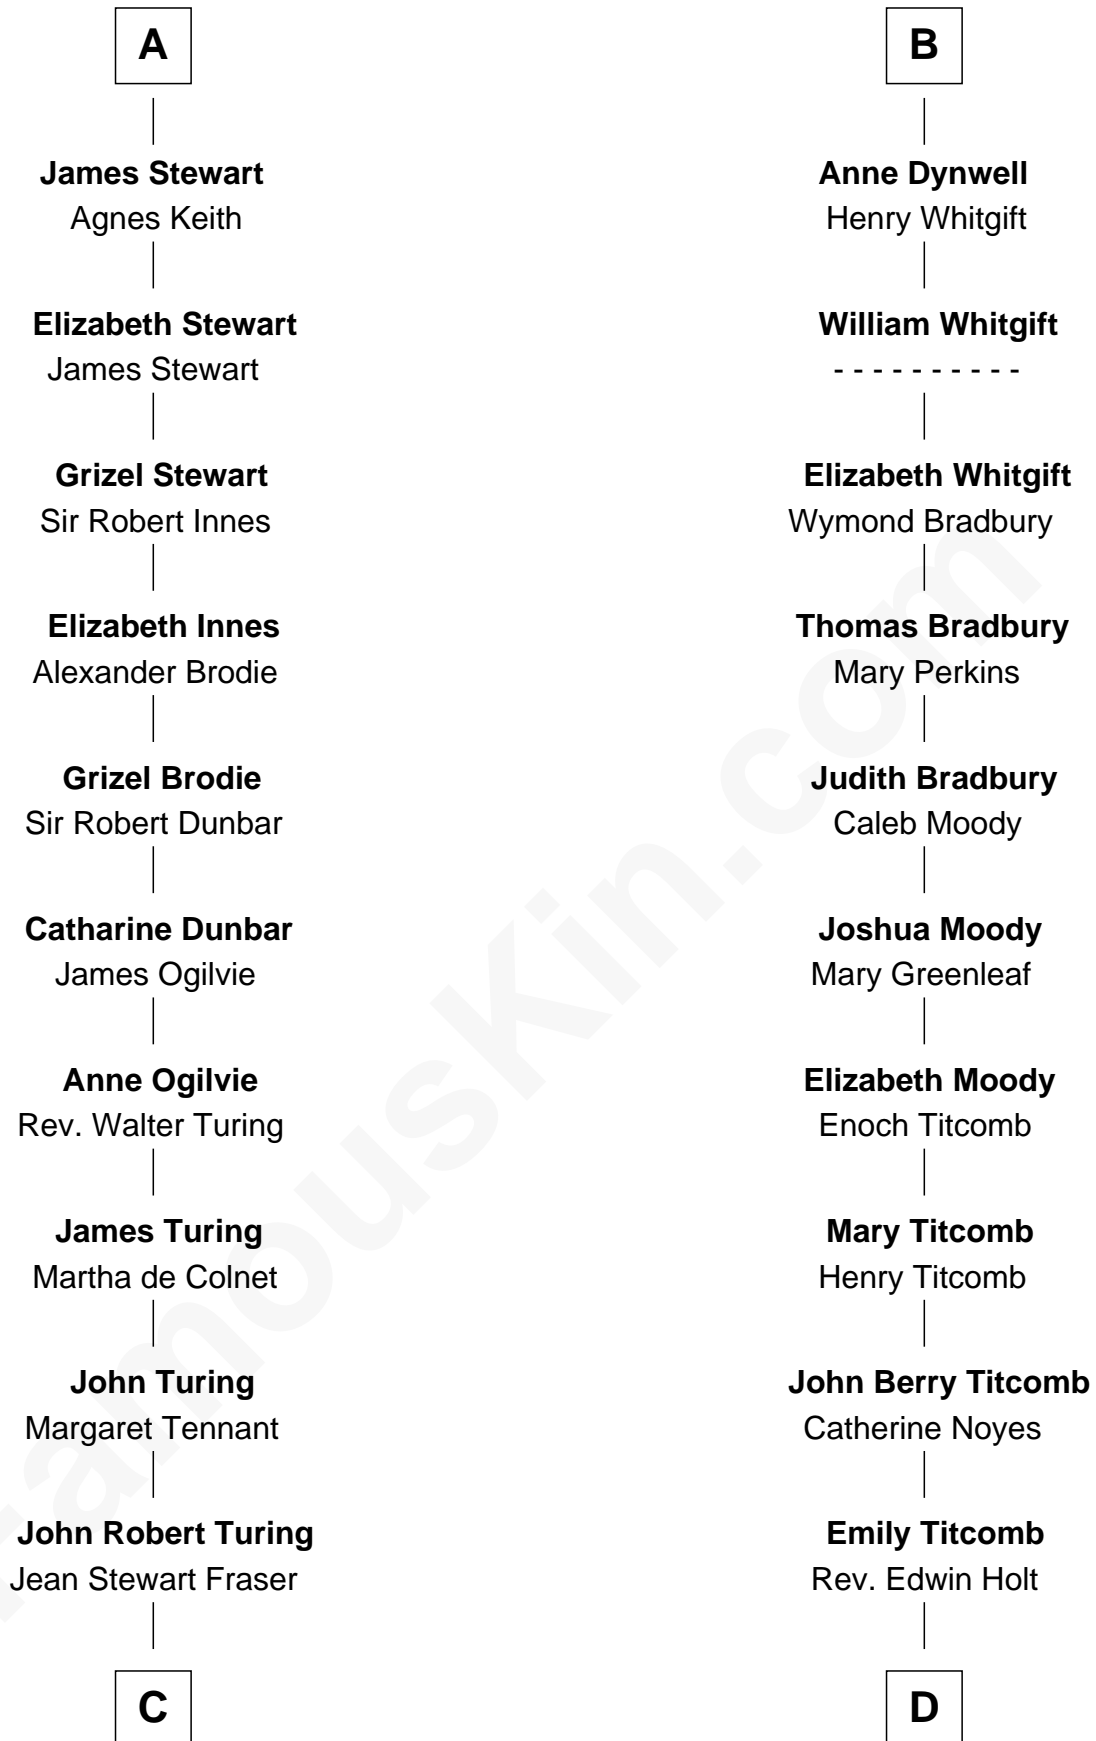 A
James Stewart
Agnes Keith
Elizabeth Stewart
James Stewart
Grizel Stewart
Sir Robert Innes
Elizabeth Innes
Alexander Brodie
Grizel Brodie
Sir Robert Dunbar
Catharine Dunbar
James Ogilvie
Anne Ogilvie
Rev. Walter Turing
James Turing
Martha de Colnet
John Turing
Margaret Tennant
John Robert Turing
Jean Stewart Fraser
C
B
Anne Dynwell
Henry Whitgift
William Whitgift
- - - - - - - - - -
Elizabeth Whitgift
Wymond Bradbury
Thomas Bradbury
Mary Perkins
Judith Bradbury
Caleb Moody
Joshua Moody
Mary Greenleaf
Elizabeth Moody
Enoch Titcomb
Mary Titcomb
Henry Titcomb
John Berry Titcomb
Catherine Noyes
Emily Titcomb
Rev. Edwin Holt
D
FamousKin.com